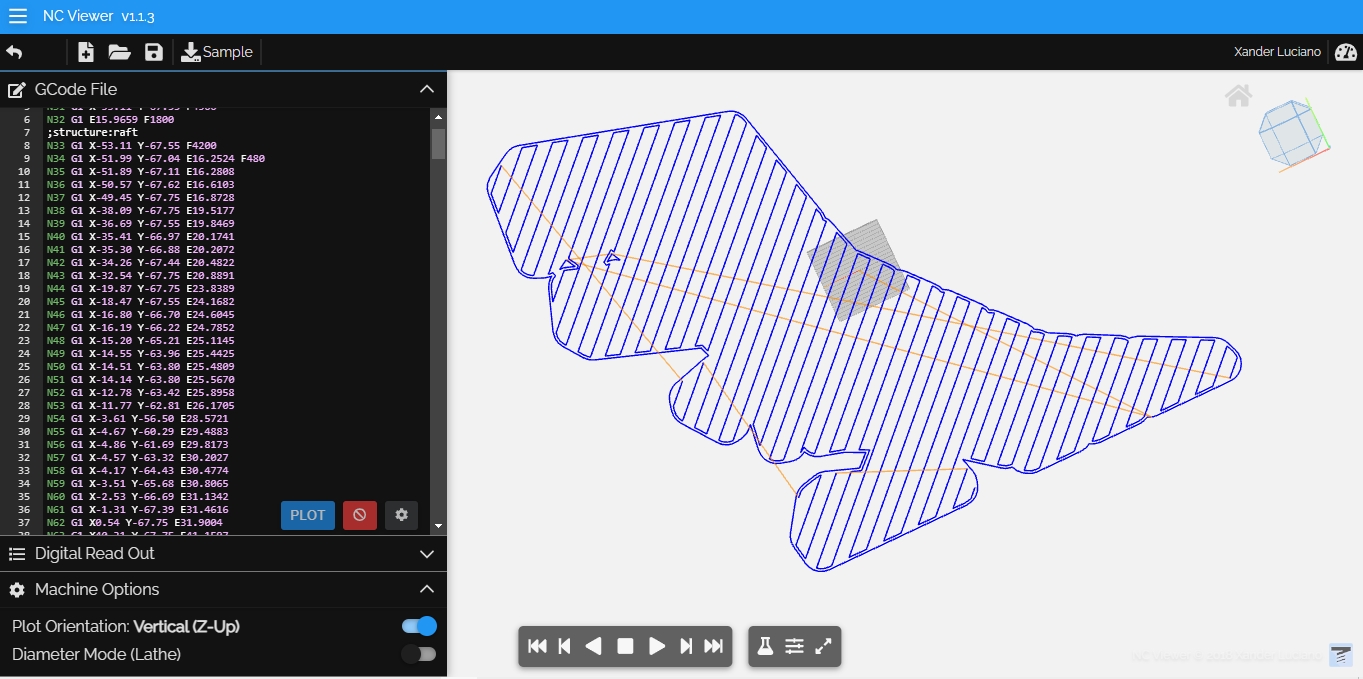 NC Viewer v1.1.3
Sample
Xander Luciano
GCode File
6 N32 G1 E15.9659 F1800
7 ;structure:raft
8 N33 G1 X-53.11 Y-67.55 F4200
9 N34 G1 X-51.99 Y-67.04 E16.2524 F480
10 N35 G1 X-51.89 Y-67.11 E16.2808
11 N36 G1 X-50.57 Y-67.62 E16.6103
12 N37 G1 X-49.45 Y-67.75 E16.8728
13 N38 G1 X-38.09 Y-67.75 E19.5177
14 N39 G1 X-36.69 Y-67.55 E19.8469
15 N40 G1 X-35.41 Y-66.97 E20.1741
16 N41 G1 X-35.30 Y-66.88 E20.2072
17 N42 G1 X-34.26 Y-67.44 E20.4822
18 N43 G1 X-32.54 Y-67.75 E20.8891
19 N44 G1 X-19.87 Y-67.75 E23.8389
20 N45 G1 X-18.47 Y-67.55 E24.1682
21 N46 G1 X-16.80 Y-66.70 E24.6045
22 N47 G1 X-16.19 Y-66.22 E24.7852
23 N48 G1 X-15.20 Y-65.21 E25.1145
24 N49 G1 X-14.55 Y-63.96 E25.4425
25 N50 G1 X-14.51 Y-63.80 E25.4809
26 N51 G1 X-14.14 Y-63.80 E25.5670
27 N52 G1 X-12.78 Y-63.42 E25.8958
28 N53 G1 X-11.77 Y-62.81 E26.1705
29 N54 G1 X-3.61 Y-56.50 E28.5721
30 N55 G1 X-4.67 Y-60.29 E29.4883
31 N56 G1 X-4.86 Y-61.69 E29.8173
32 N57 G1 X-4.57 Y-63.32 E30.2027
33 N58 G1 X-4.17 Y-64.43 E30.4774
34 N59 G1 X-3.51 Y-65.68 E30.8065
35 N60 G1 X-2.53 Y-66.69 E31.1342
36 N61 G1 X-1.31 Y-67.39 E31.4616
37 N62 G1 X0.54 Y-67.75 E31.9004
PLOT
Digital Read Out
Machine Options
Plot Orientation: Vertical (Z-Up)
Diameter Mode (Lathe)